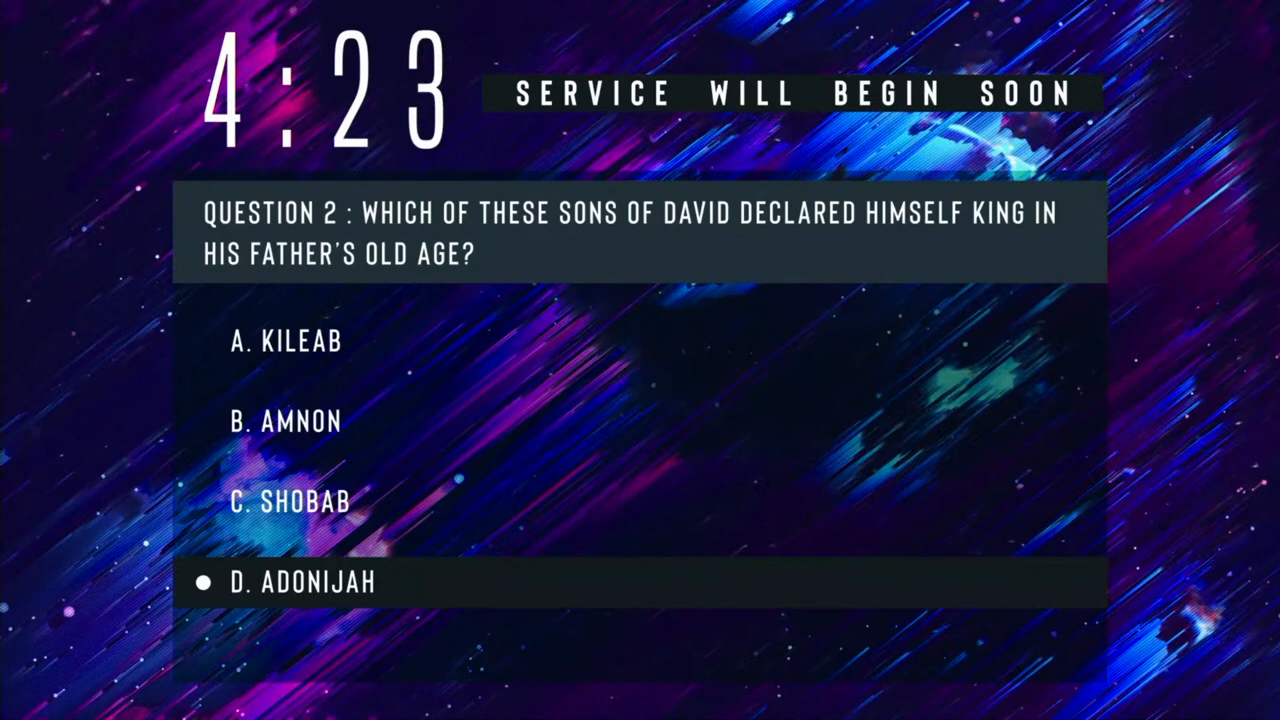 4:23
SERVICE WILL BEGIN SOON
QUESTION 2 : WHICH OF THESE SONS OF DAVID DECLARED HIMSELF KING IN
HIS FATHER'S OLD AGE?
A. KILEAB
B. AMNON
C. SHOBAB
D. ADONIJAH